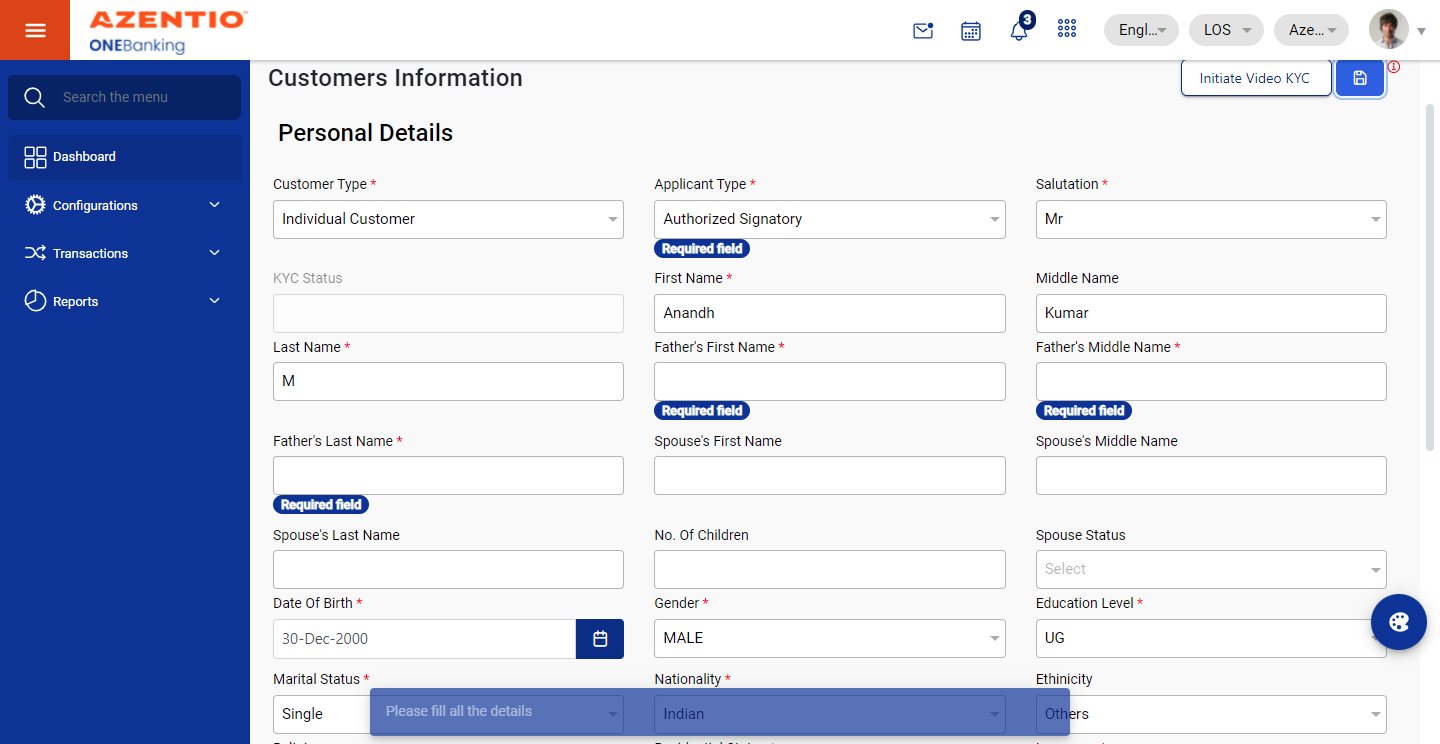 AZENTIO™
ONEBanking
3
Engl...
LOS
Aze...
Search the menu
Dashboard
Configurations
Transactions
Reports
Customers Information
Initiate Video KYC
Personal Details
Customer Type *
Applicant Type *
Salutation *
Individual Customer
Authorized Signatory
Mr
Required field
KYC Status
First Name *
Middle Name
Anandh
Kumar
Last Name *
Father's First Name *
Father's Middle Name *
M
Required field
Required field
Father's Last Name *
Spouse's First Name
Spouse's Middle Name
Required field
Spouse's Last Name
No. Of Children
Spouse Status
Select
Date Of Birth *
Gender *
Education Level *
30-Dec-2000
MALE
UG
Marital Status *
Nationality *
Ethinicity
Single
Please fill all the details
Indian
Others